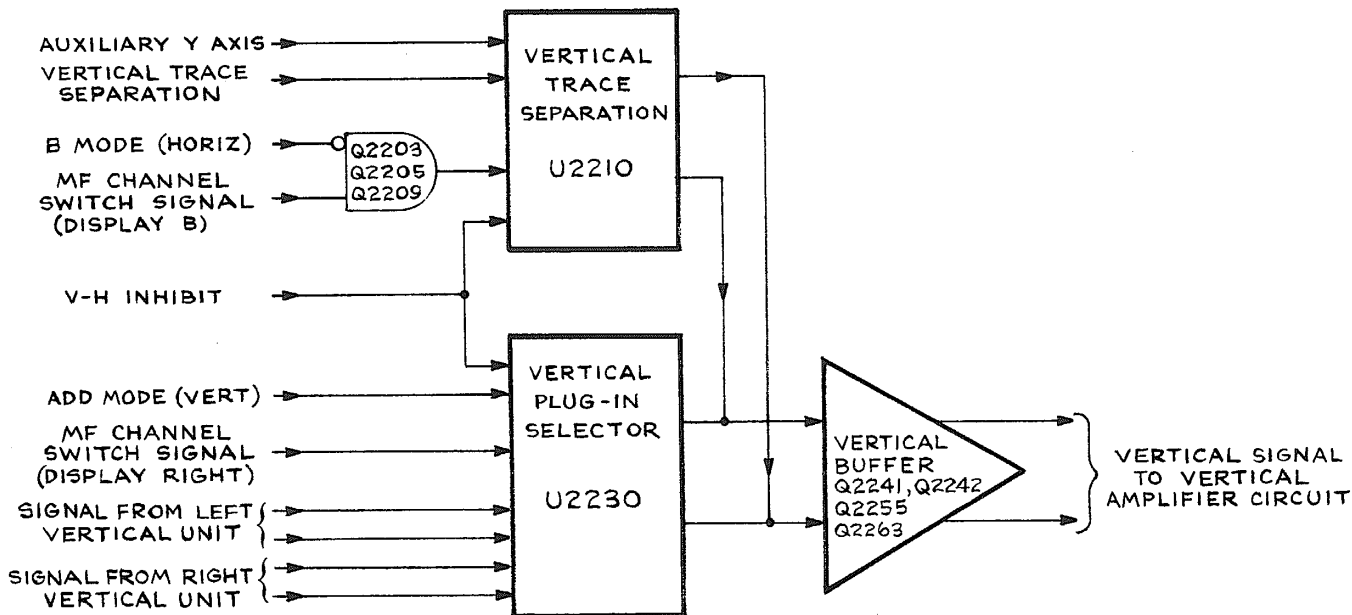 AUXILIARY Y AXIS
VERTICAL TRACE
SEPARATION
B MODE (HORIZ)
MF CHANNEL
SWITCH SIGNAL
(DISPLAY B)
Q2203
Q2205
Q2209
VERTICAL
TRACE
SEPARATION
U2210
V-H INHIBIT
ADD MODE (VERT)
MF CHANNEL
SWITCH SIGNAL
(DISPLAY RIGHT)
SIGNAL FROM LEFT
VERTICAL UNIT
SIGNAL FROM RIGHT
VERTICAL UNIT
VERTICAL
PLUG-IN
SELECTOR
U2230
VERTICAL
BUFFER
Q2241, Q2242
Q2255
Q2263
VERTICAL SIGNAL
TO VERTICAL
AMPLIFIER CIRCUIT